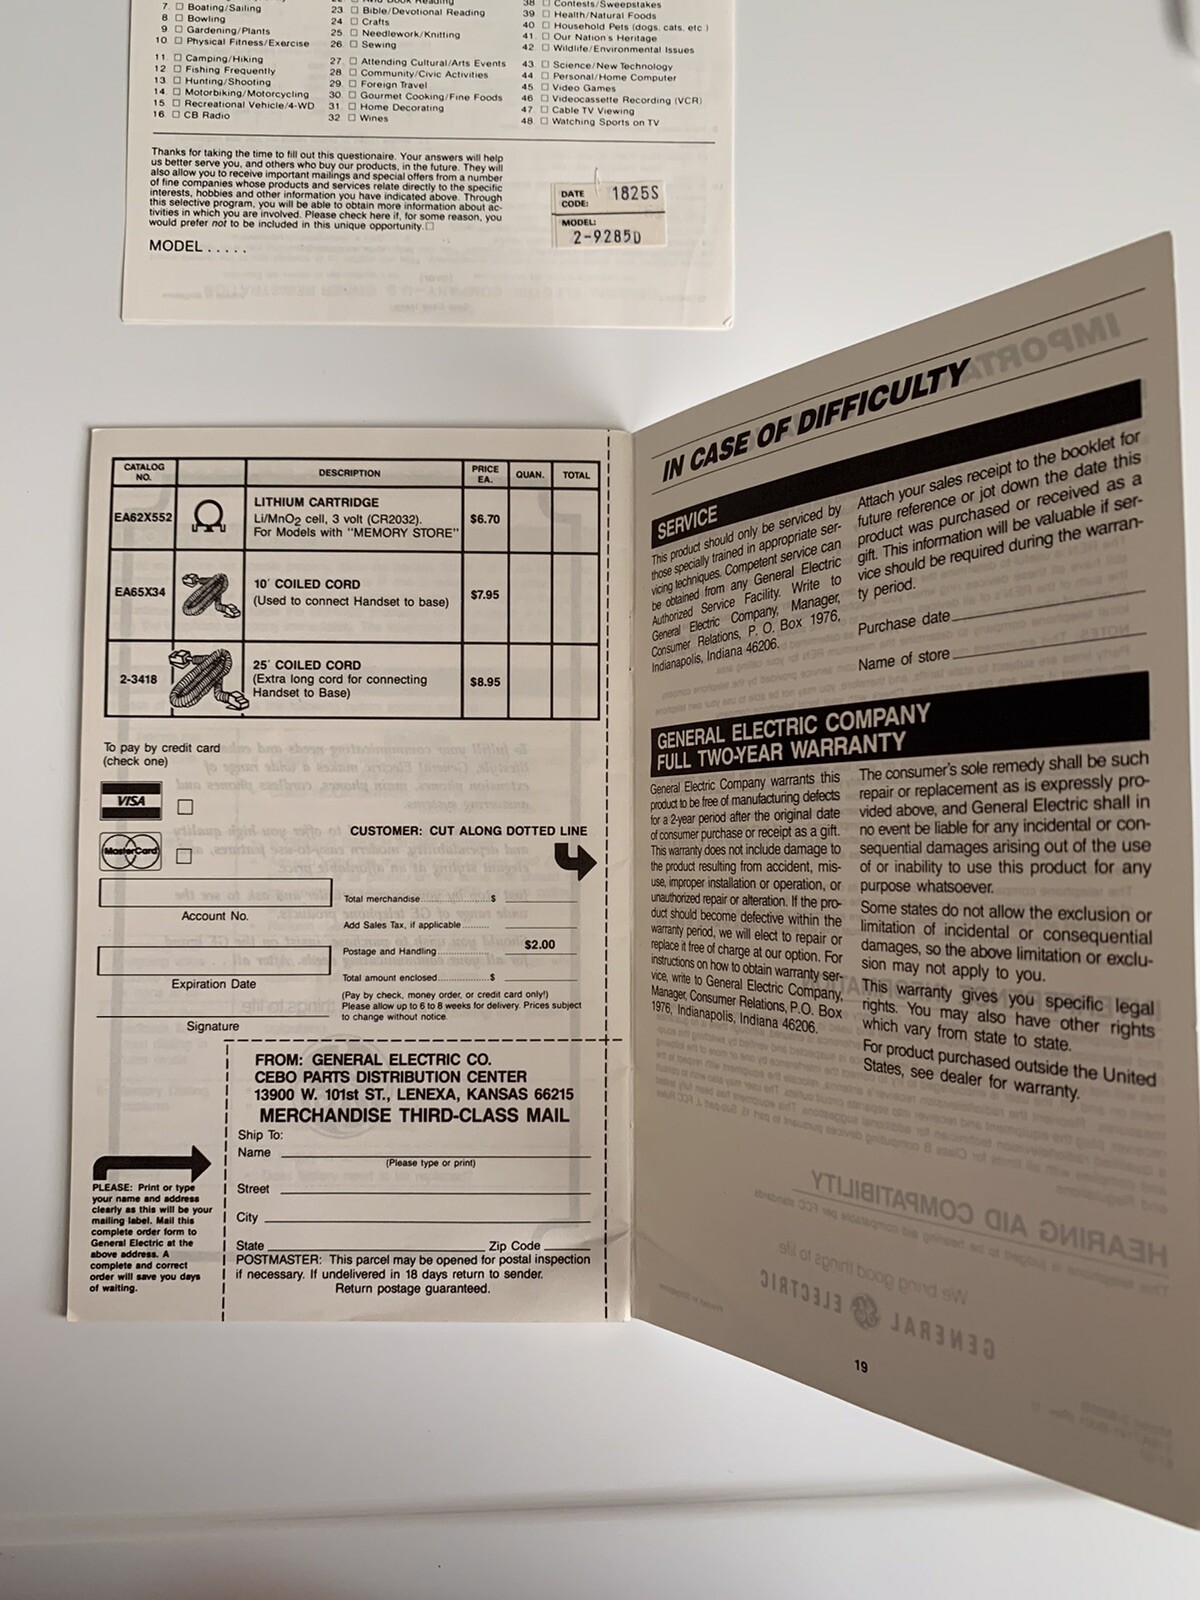 7. □ Boating/Sailing
8 □ Bowling
9 □ Gardening/Plants
10 □ Physical Fitness/Exercise
11 □ Camping/Hiking
12 □ Fishing Frequently
13 □ Hunting/Shooting
14 □ Motorbiking/Motorcycling
15 □ Recreational Vehicle/4-WD
16 □ CB Radio
23 □ Bible/Devotional Reading
24 □ Crafts
25. □ Needlework/Knitting
26. □ Sewing
27. □ Attending Cultural/Arts Events
28 □ Community/Civic Activities
29. □ Foreign Travel
30. □ Gourmet Cooking/Fine Foods
31. □ Home Decorating
32 □ Wines
38 □ Contests/Sweepstakes
39 □ Health/Natural Foods
40 □ Household Pets (dogs, cats, etc )
41. □ Our Nation's Heritage
42 □ Wildlife/Environmental Issues
43. □ Science/New Technology
44 □ Personal/Home Computer
45 □ Video Games
46 □ Videocassette Recording (VCR)
47. □ Cable TV Viewing
48. □ Watching Sports on TV
Thanks for taking the time to fill out this questionaire. Your answers will help
us better serve you, and others who buy our products, in the future. They will
also allow you to receive important mailings and special offers from a number
of fine companies whose products and services relate directly to the specific
interests, hobbies and other information you have indicated above. Through
this selective program, you will be able to obtain more information about ac-
tivities in which you are involved. Please check here if, for some reason, you
would prefer not to be included in this unique opportunity.□
MODEL . . . . .
DATE CODE: 1825S
MODEL:
2-9285D
CATALOG NO. DESCRIPTION PRICE EA. QUAN. TOTAL
EA62X552 LITHIUM CARTRIDGE $6.70
Li/MnO2 cell, 3 volt (CR2032).
For Models with "MEMORY STORE"
EA65X34 10' COILED CORD $7.95
(Used to connect Handset to base)
2-3418 25' COILED CORD $8.95
(Extra long cord for connecting
Handset to Base)
To pay by credit card
(check one)
VISA □
MasterCard □
CUSTOMER: CUT ALONG DOTTED LINE
Account No.
Expiration Date
Signature
Total merchandise $
Add Sales Tax, if applicable
Postage and Handling $2.00
Total amount enclosed $
(Pay by check, money order, or credit card only!)
Please allow up to 6 to 8 weeks for delivery. Prices subject
to change without notice.
FROM: GENERAL ELECTRIC CO.
CEBO PARTS DISTRIBUTION CENTER
13900 W. 101st ST., LENEXA, KANSAS 66215
MERCHANDISE THIRD-CLASS MAIL
Ship To:
Name
(Please type or print)
Street
City
State Zip Code
POSTMASTER: This parcel may be opened for postal inspection
if necessary. If undelivered in 18 days return to sender.
Return postage guaranteed.
PLEASE: Print or type
your name and address
clearly as this will be your
mailing label. Mail this
complete order form to
General Electric at the
above address. A
complete and correct
order will save you days
of waiting.
IN CASE OF DIFFICULTY
SERVICE
This product should only be serviced by
those specially trained in appropriate ser-
vicing techniques. Competent service can
be obtained from any General Electric
Authorized Service Facility. Write to
General Electric Company, Manager,
Consumer Relations, P. O. Box 1976,
Indianapolis, Indiana 46206.
Attach your sales receipt to the booklet for
future reference or jot down the date this
product was purchased or received as a
gift. This information will be valuable if ser-
vice should be required during the warran-
ty period.
Purchase date
Name of store
GENERAL ELECTRIC COMPANY
FULL TWO-YEAR WARRANTY
General Electric Company warrants this
product to be free of manufacturing defects
for a 2-year period after the original date
of consumer purchase or receipt as a gift.
This warranty does not include damage to
the product resulting from accident, mis-
use, improper installation or operation, or
unauthorized repair or alteration. If the pro-
duct should become defective within the
warranty period, we will elect to repair or
replace it free of charge at our option. For
instructions on how to obtain warranty ser-
vice, write to General Electric Company,
Manager, Consumer Relations, P.O. Box
1976, Indianapolis, Indiana 46206.
The consumer's sole remedy shall be such
repair or replacement as is expressly pro-
vided above, and General Electric shall in
no event be liable for any incidental or con-
sequential damages arising out of the use
of or inability to use this product for any
purpose whatsoever.
Some states do not allow the exclusion or
limitation of incidental or consequential
damages, so the above limitation or exclu-
sion may not apply to you.
This warranty gives you specific legal
rights. You may also have other rights
which vary from state to state.
For product purchased outside the United
States, see dealer for warranty.
19